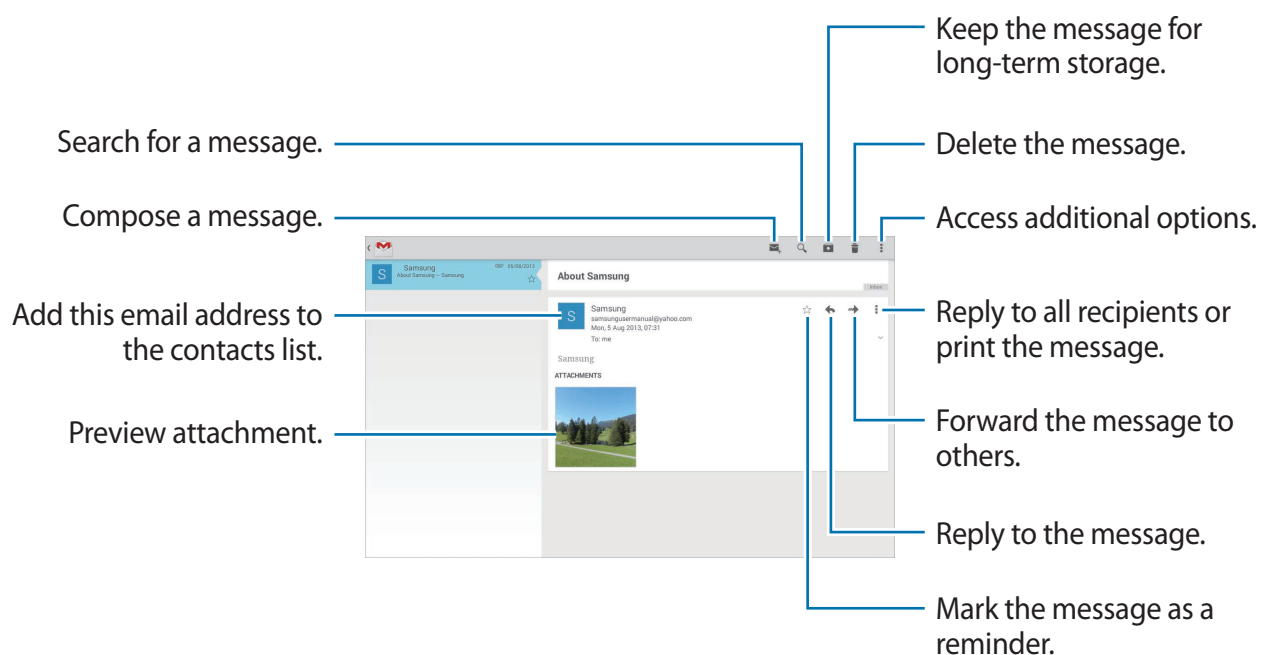 Keep the message for
long-term storage.
Search for a message.
Delete the message.
Compose a message.
Access additional options.
Samsung
05/08/2013
About Samsung – Samsung
S
About Samsung
Inbox
Add this email address to
the contacts list.
S
Samsung
samsungusermanual@yahoo.com
Mon, 5 Aug 2013, 07:31
To: me
Reply to all recipients or
print the message.
Samsung
ATTACHMENTS
Preview attachment.
Forward the message to
others.
Reply to the message.
Mark the message as a
reminder.